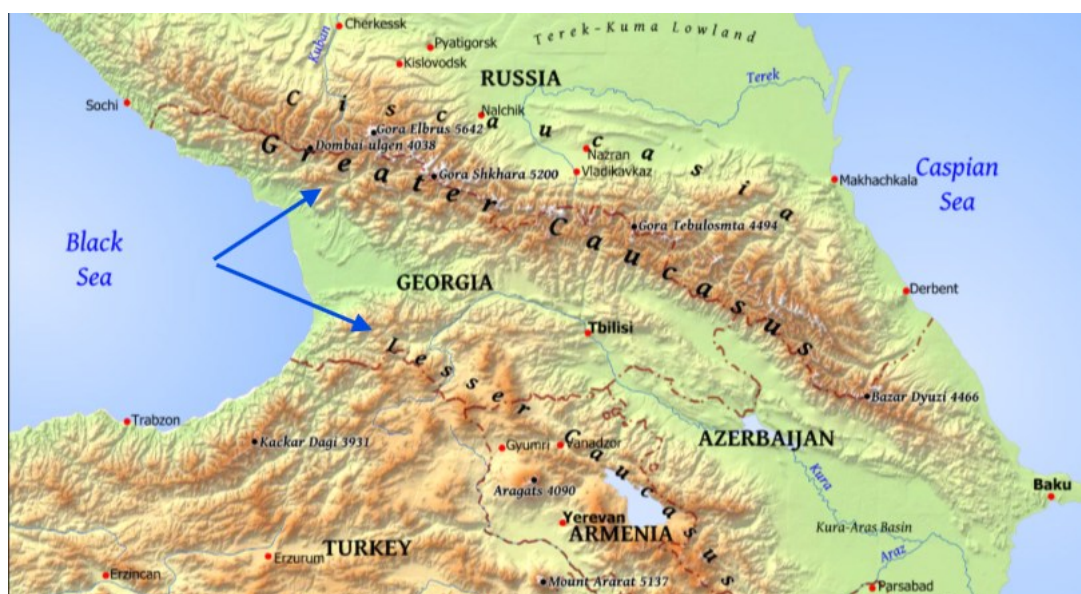 Cherkessk
Kuban
Pyatigorsk
Kislovodsk
Terek-Kuma Lowland
RUSSIA
Terek
Sochi
Ciscaucasia
Nalchik
Gora Elbrus 5642
Dombai ulgen 4038
Nazran
Vladikavkaz
Gora Shkhara 5200
Makhachkala
Caspian
Sea
Greater Caucasus
Gora Tebulosmta 4494
Black
Sea
GEORGIA
Derbent
Tbilisi
Lesser Caucasus
Bazar Dyuzi 4466
Trabzon
Kackar Dagi 3931
Gyumri
Vanadzor
AZERBAIJAN
Aragats 4090
Kura
Baku
Yerevan
ARMENIA
Kura-Aras Basin
TURKEY
Erzurum
Araz
Erzincan
Mount Ararat 5137
Parsabad